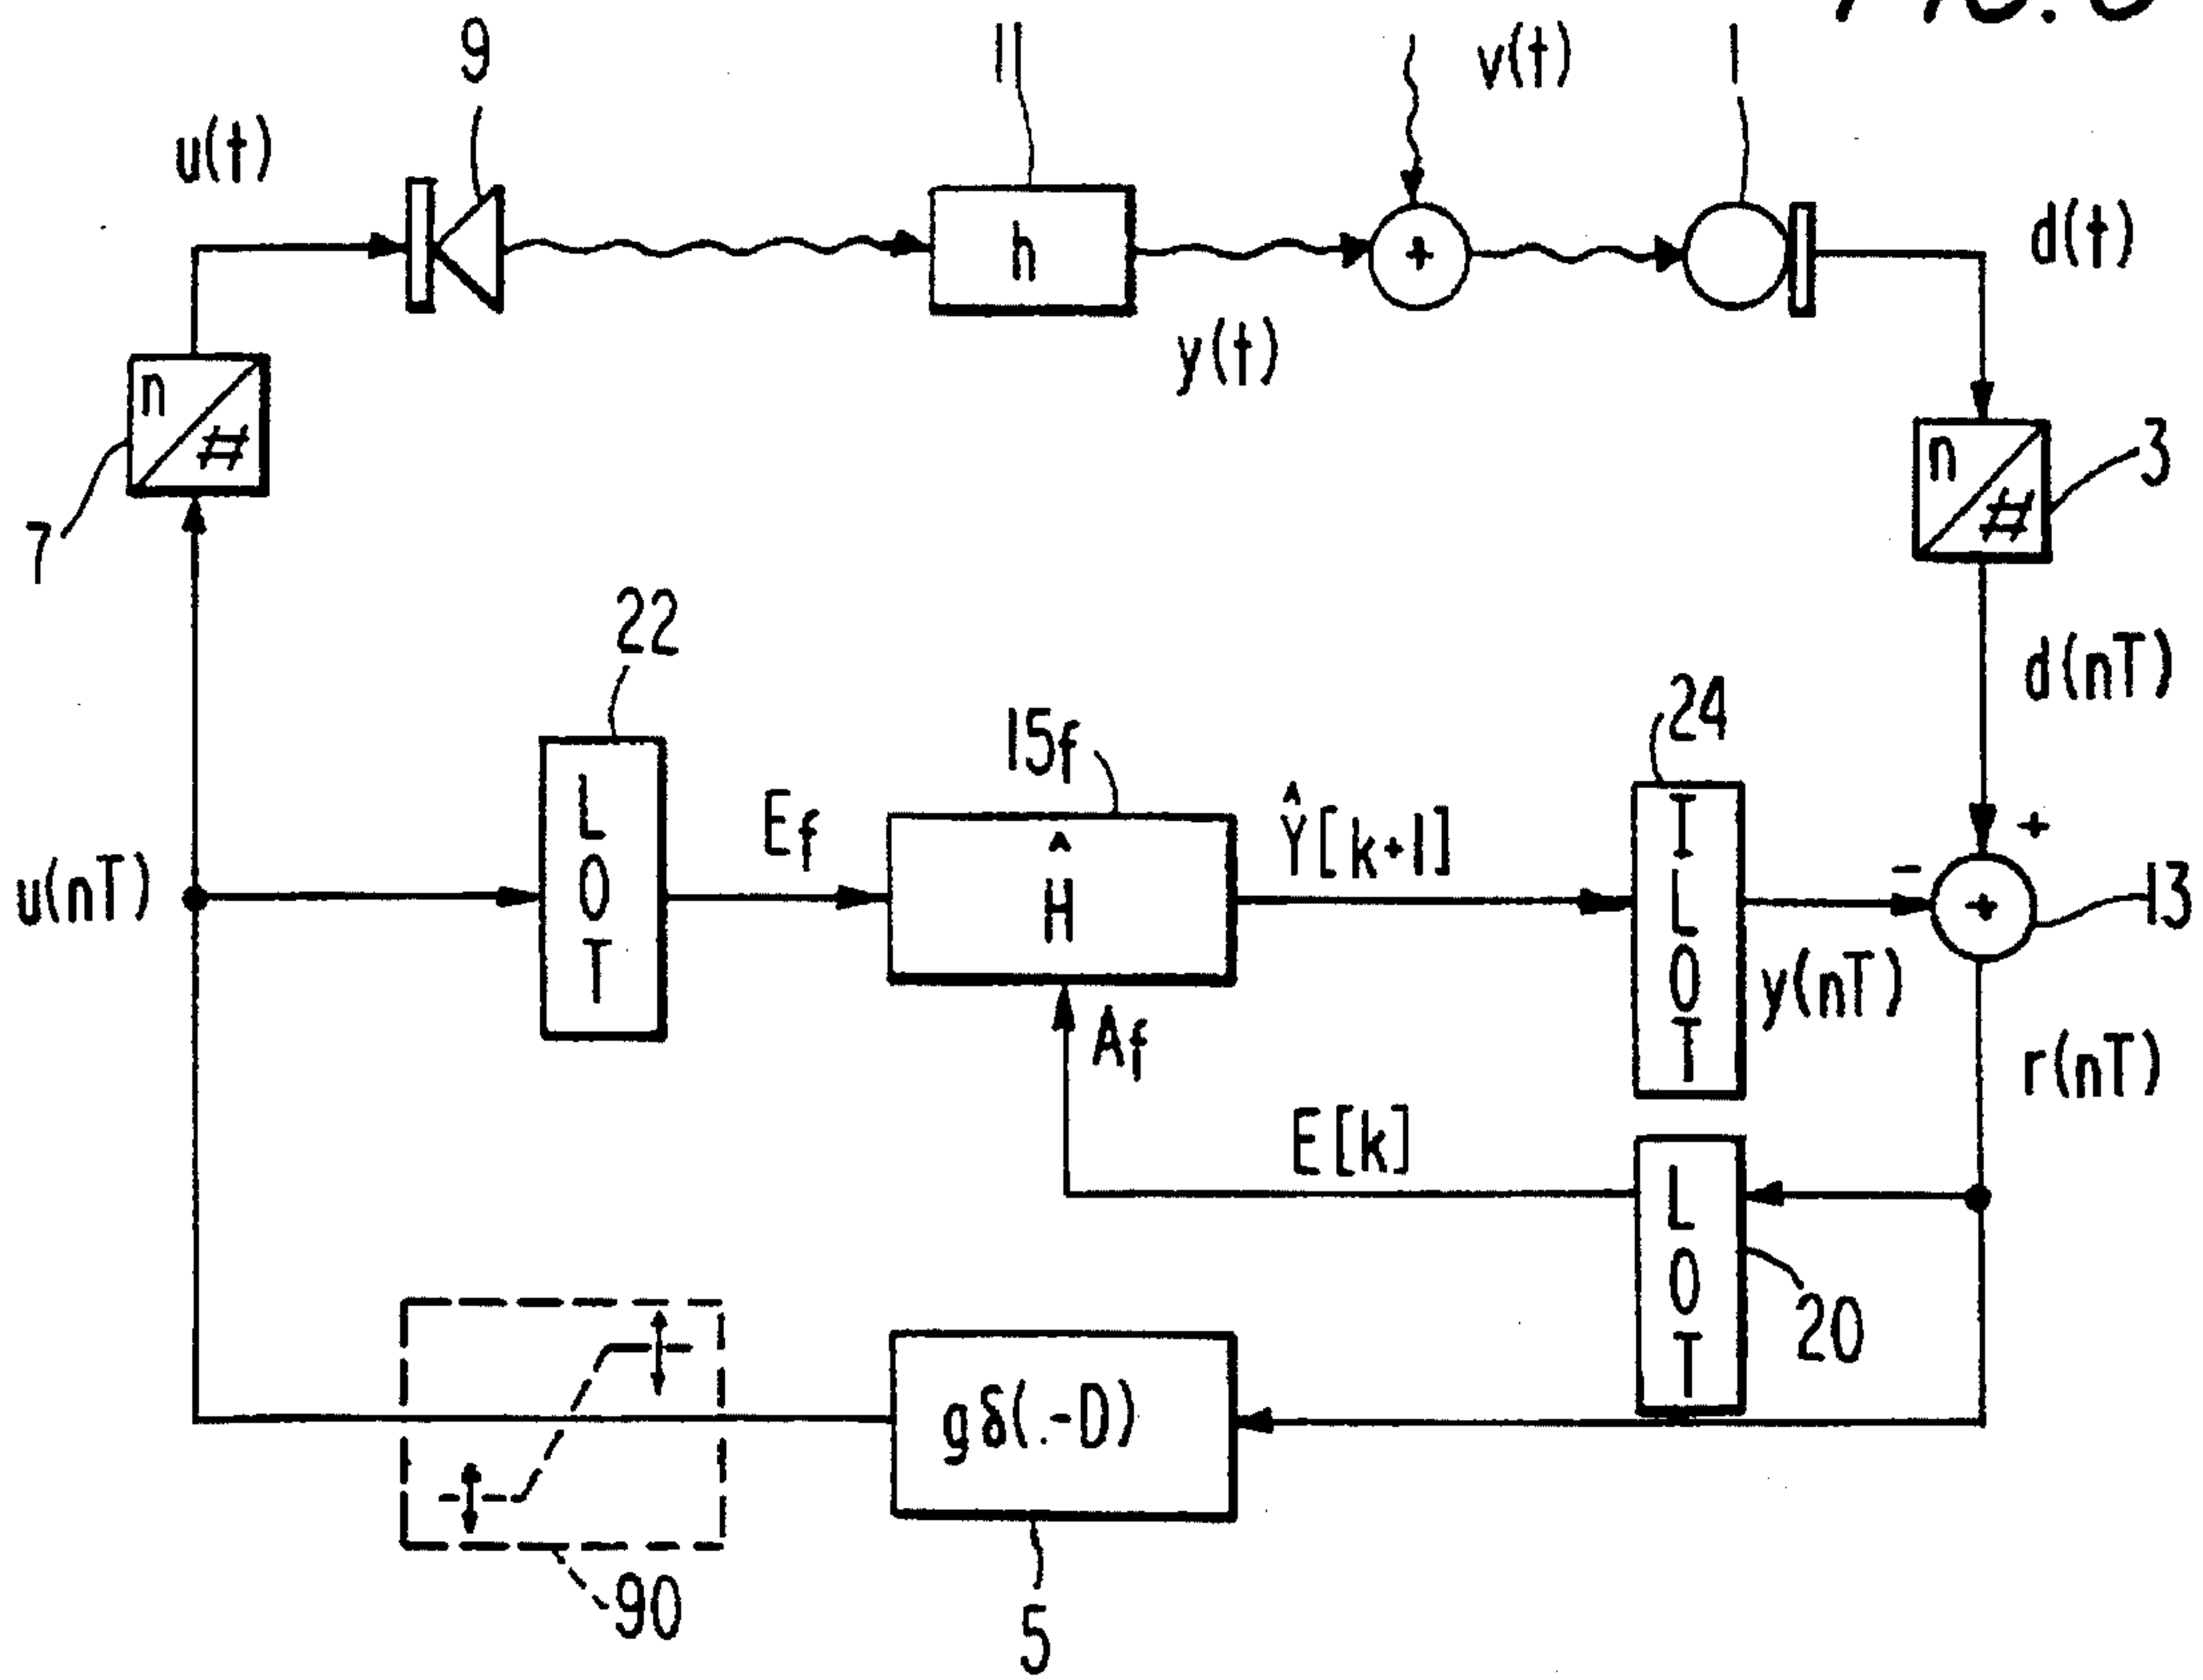 9
11
v(t)
1
u(t)
h
+
d(t)
y(t)
n
#
7
n
#
3
22
d(nT)
24
15f
L
O
T
Ef
Ĥ
Ŷ[k+1]
I
L
O
T
+
-
+
13
u(nT)
y(nT)
Af
r(nT)
E[k]
L
O
T
20
gδ(.-D)
90
5